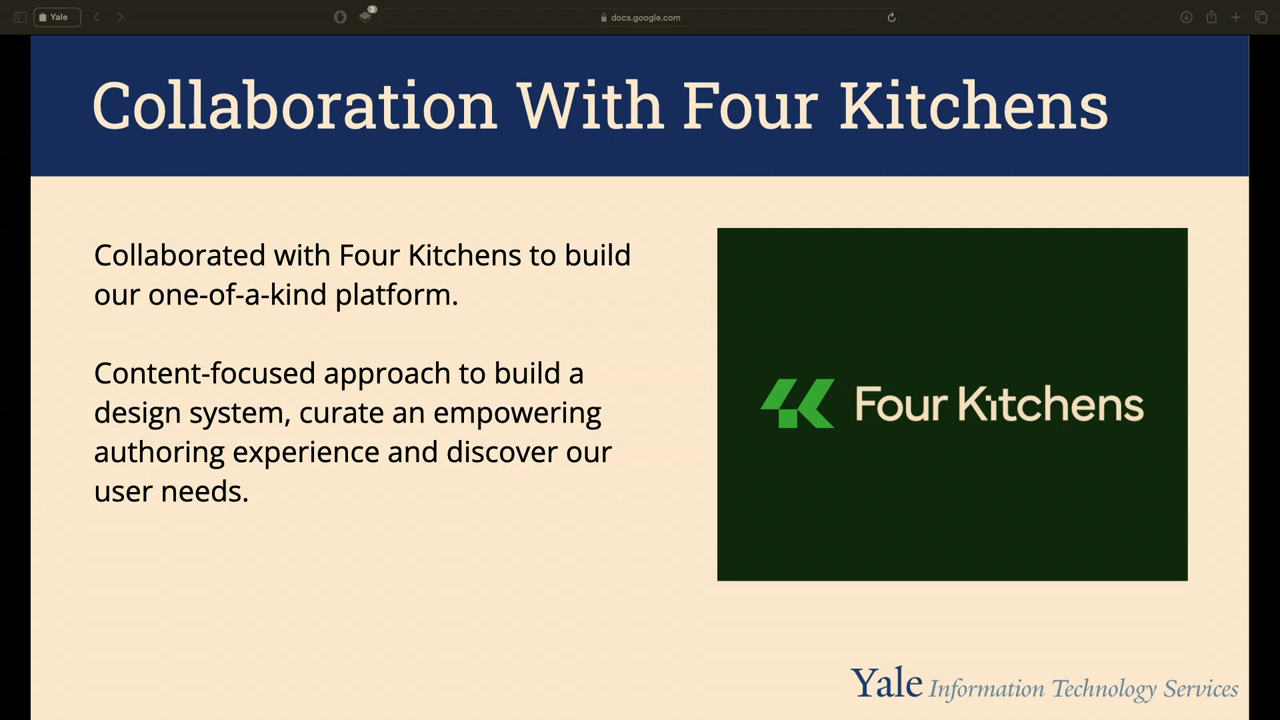 Yale
3
docs.google.com
Collaboration With Four Kitchens
Collaborated with Four Kitchens to build
our one-of-a-kind platform.
Content-focused approach to build a
design system, curate an empowering
authoring experience and discover our
user needs.
Four Kitchens
Yale Information Technology Services